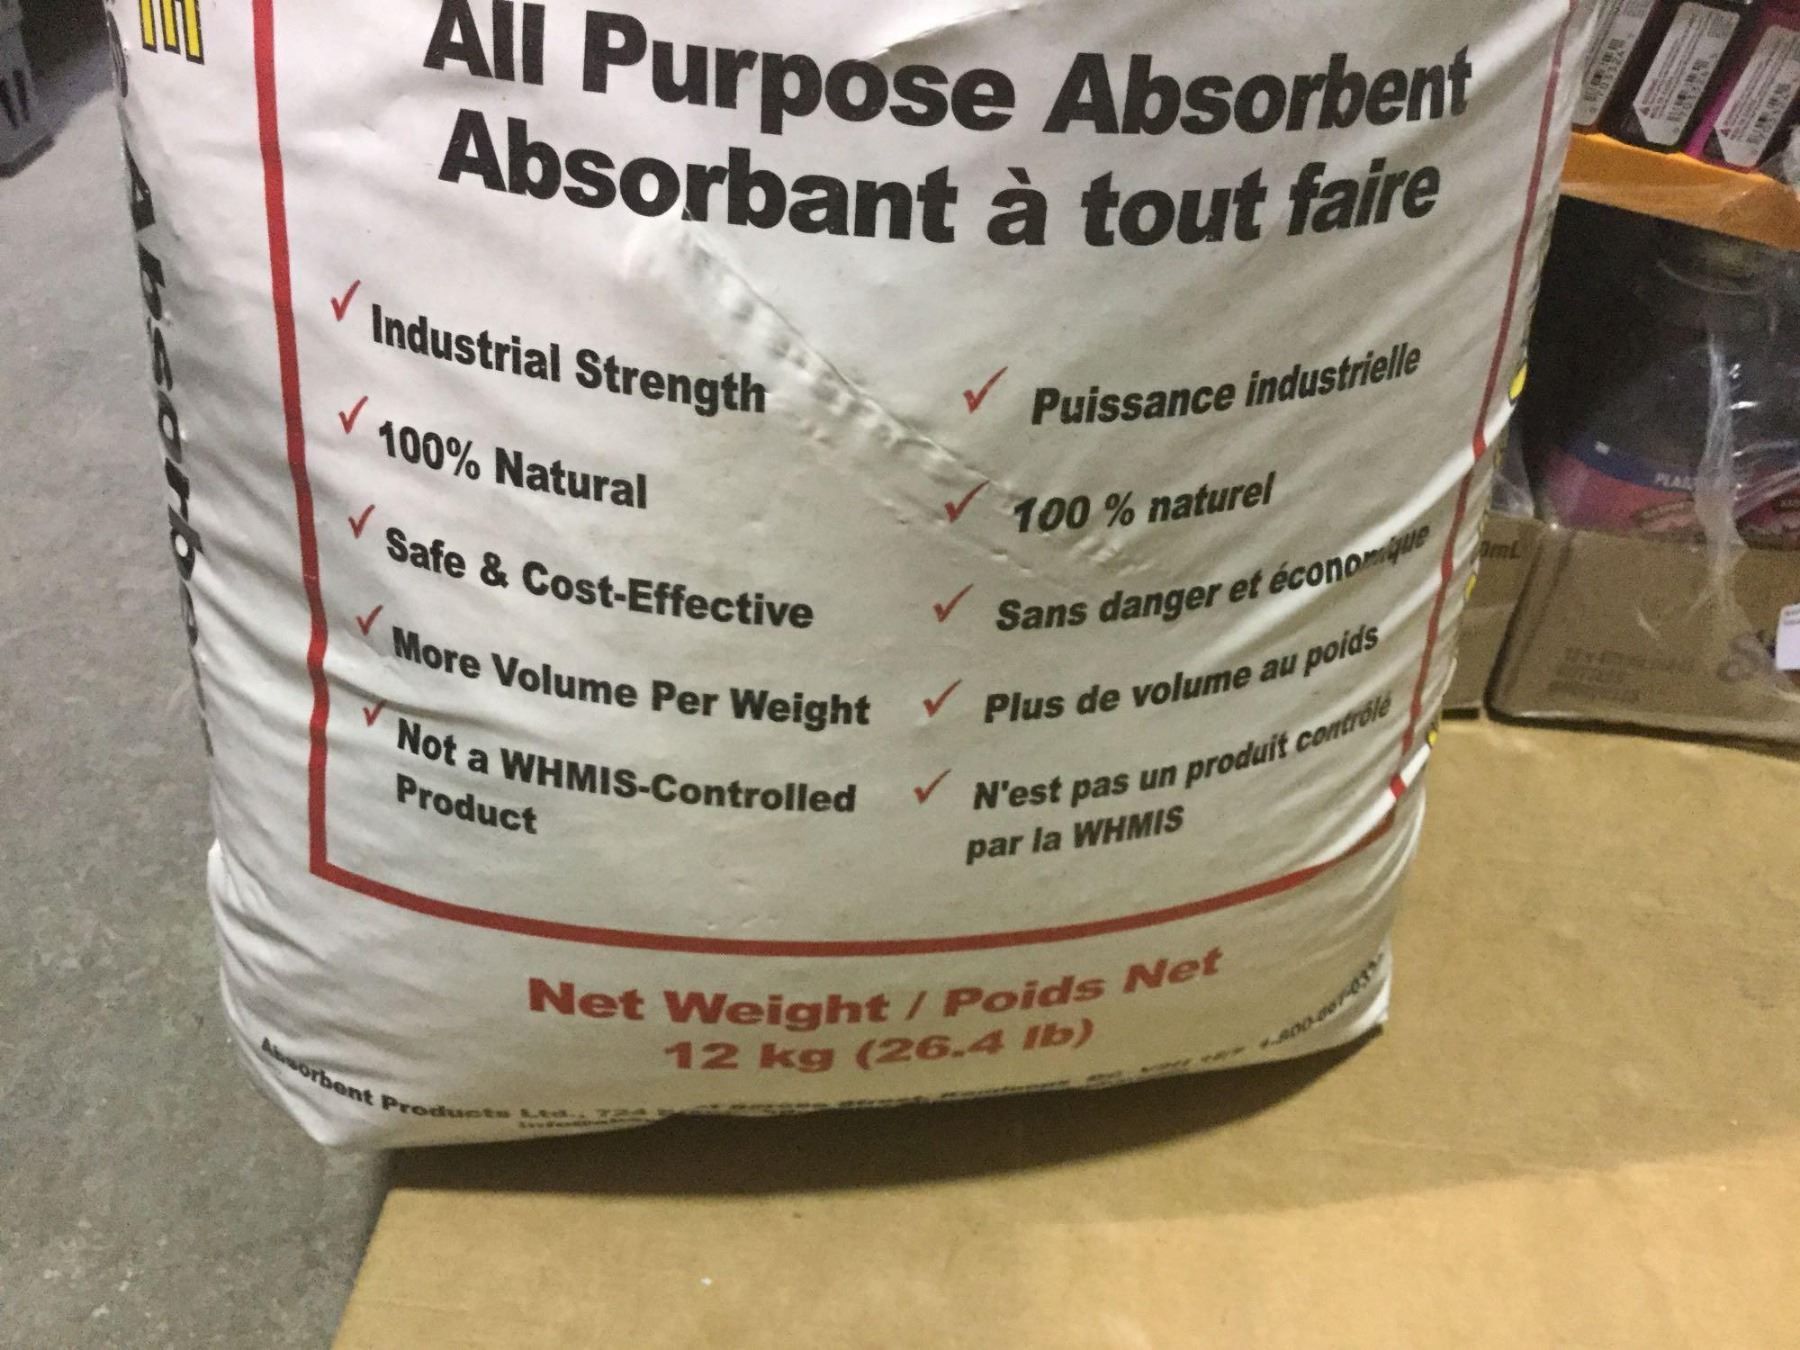 All Purpose Absorbent
Absorbant à tout faire
✓ Industrial Strength
✓ 100% Natural
✓ Safe & Cost-Effective
✓ More Volume Per Weight
✓ Not a WHMIS-Controlled
Product
✓ Puissance industrielle
✓ 100 % naturel
✓ Sans danger et économique
✓ Plus de volume au poids
✓ N'est pas un produit contrôlé
par la WHMIS
Net Weight / Poids Net
12 kg (26.4 lb)
Absorbent Products Ltd., 724